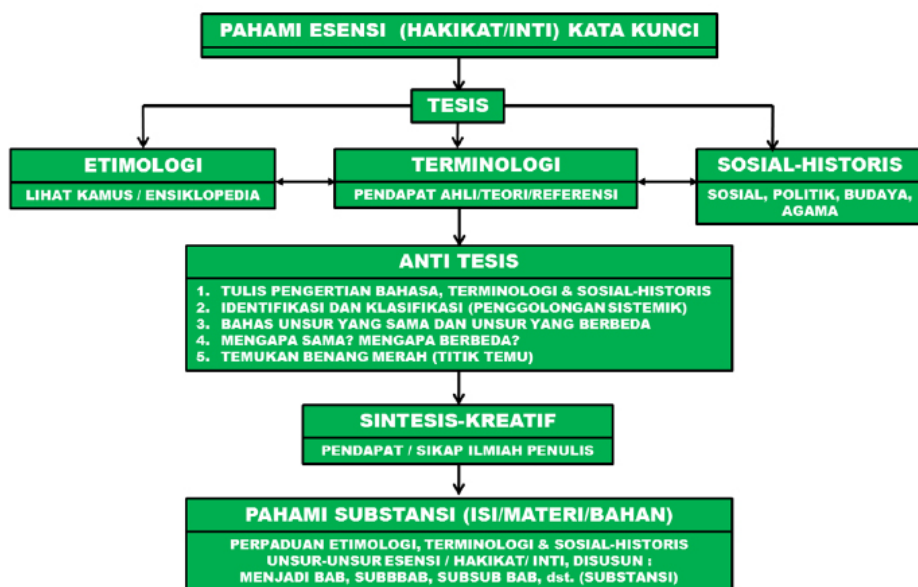 PAHAMI ESENSI (HAKIKAT/INTI) KATA KUNCI
TESIS
ETIMOLOGI
LIHAT KAMUS / ENSIKLOPEDIA
TERMINOLOGI
PENDAPAT AHLI/TEORI/REFERENSI
SOSIAL-HISTORIS
SOSIAL, POLITIK, BUDAYA,
AGAMA
ANTI TESIS
1. TULIS PENGERTIAN BAHASA, TERMINOLOGI & SOSIAL-HISTORIS
2. IDENTIFIKASI DAN KLASIFIKASI (PENGGOLONGAN SISTEMIK)
3. BAHAS UNSUR YANG SAMA DAN UNSUR YANG BERBEDA
4. MENGAPA SAMA? MENGAPA BERBEDA?
5. TEMUKAN BENANG MERAH (TITIK TEMU)
SINTESIS-KREATIF
PENDAPAT / SIKAP ILMIAH PENULIS
PAHAMI SUBSTANSI (ISI/MATERI/BAHAN)
PERPADUAN ETIMOLOGI, TERMINOLOGI & SOSIAL-HISTORIS
UNSUR-UNSUR ESENSI / HAKIKAT/ INTI, DISUSUN :
MENJADI BAB, SUBBBAB, SUBSUB BAB, dst. (SUBSTANSI)